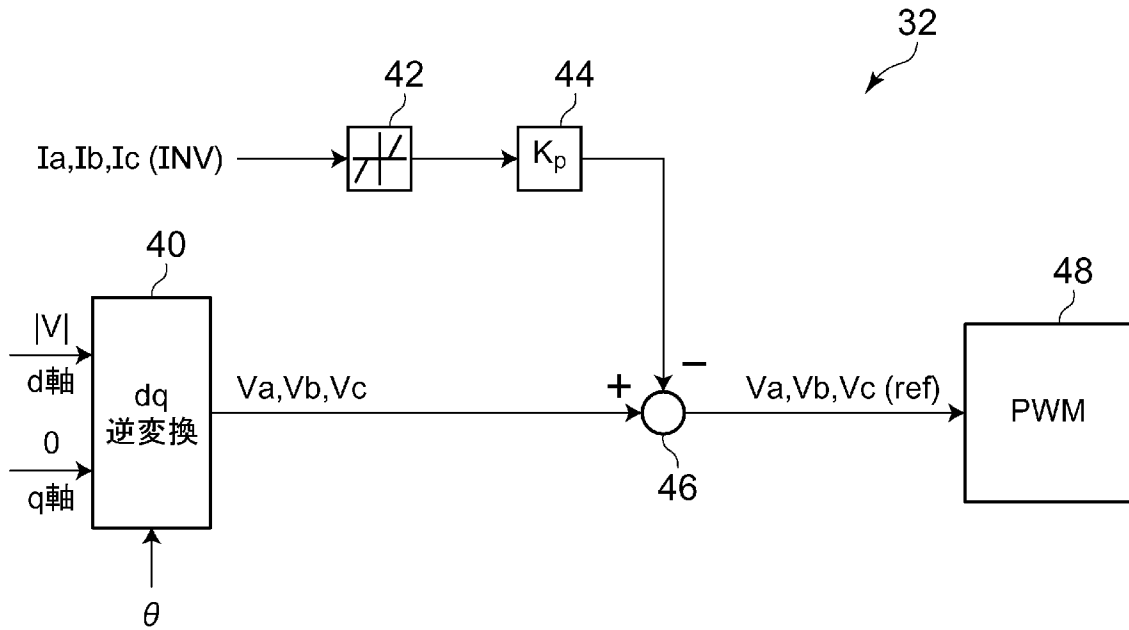 32
42
44
Ia,Ib,Ic (INV)
Kp
40
48
|V|
d軸
dq
逆変換
Va,Vb,Vc
+
−
Va,Vb,Vc (ref)
PWM
0
q軸
46
θ